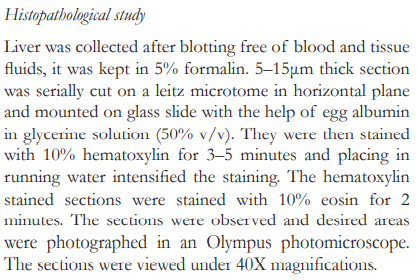 Histopathological study
Liver was collected after blotting free of blood and tissue
fluids, it was kept in 5% formalin. 5–15μm thick section
was serially cut on a leitz microtome in horizontal plane
and mounted on glass slide with the help of egg albumin
in glycerine solution (50% v/v). They were then stained
with 10% hematoxylin for 3–5 minutes and placing in
running water intensified the staining. The hematoxylin
stained sections were stained with 10% eosin for 2
minutes. The sections were observed and desired areas
were photographed in an Olympus photomicroscope.
The sections were viewed under 40X magnifications.